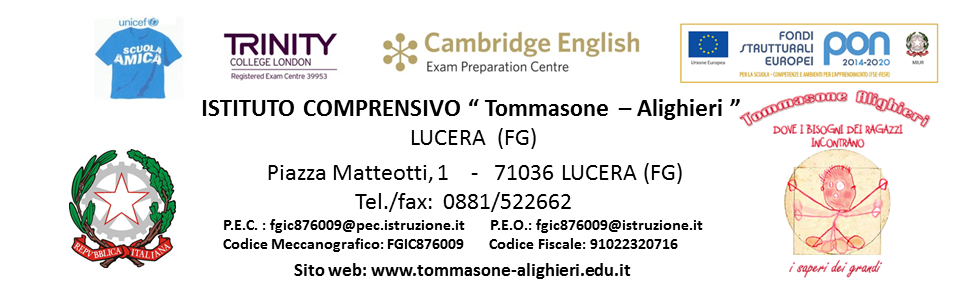 unicef
SCUOLA
AMICA
TRINITY
COLLEGE LONDON
Registered Exam Centre 39953
Cambridge English
Exam Preparation Centre
Unione Europea
FONDI
STRUTTURALI
EUROPEI
pon
2014-2020
MIUR
PER LA SCUOLA - COMPETENZE E AMBIENTI PER L'APPRENDIMENTO (FSE-FESR)
ISTITUTO COMPRENSIVO “ Tommasone – Alighieri ”
LUCERA (FG)
Piazza Matteotti, 1 - 71036 LUCERA (FG)
Tel./fax: 0881/522662
P.E.C. : fgic876009@pec.istruzione.it P.E.O.: fgic876009@istruzione.it
Codice Meccanografico: FGIC876009 Codice Fiscale: 91022320716
Sito web: www.tommasone-alighieri.edu.it
REPVBBLICA ITALIANA
Tommasone Alighieri
DOVE I BISOGNI DEI RAGAZZI
INCONTRANO
i saperi dei grandi